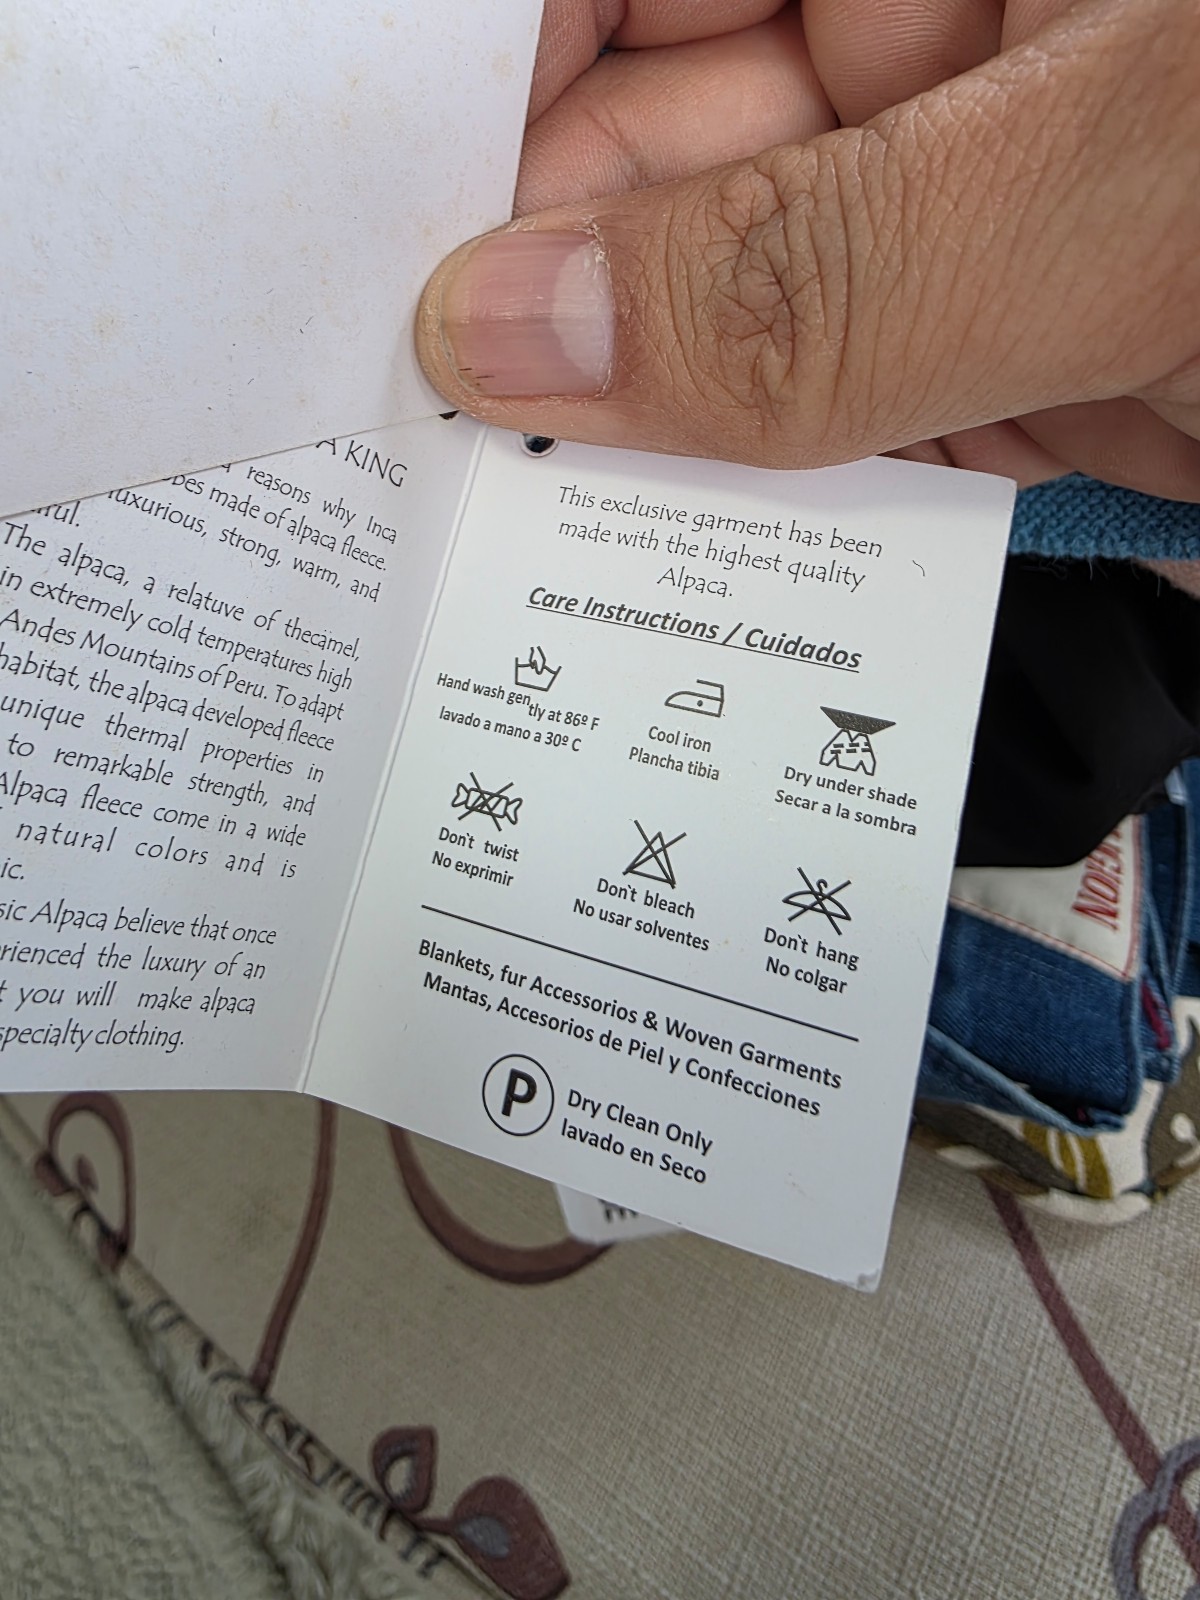 A KING
reasons why Inca
made of alpaca fleece.
luxurious, strong, warm, and
The alpaca, a relatuve of thecamel,
in extremely cold temperatures high
Andes Mountains of Peru. To adapt
habitat, the alpaca developed fleece
unique thermal properties in
to remarkable strength, and
Alpaca fleece come in a wide
natural colors and is
ic.
sic Alpaca believe that once
rienced the luxury of an
t you will make alpaca
specialty clothing.
This exclusive garment has been
made with the highest quality
Alpaca.
Care Instructions / Cuidados
Hand wash gently at 86º F
lavado a mano a 30º C
Cool iron
Plancha tibia
Dry under shade
Secar a la sombra
Don`t twist
No exprimir
Don`t bleach
No usar solventes
Don`t hang
No colgar
Blankets, fur Accessorios & Woven Garments
Mantas, Accesorios de Piel y Confecciones
P
Dry Clean Only
lavado en Seco
LIGION